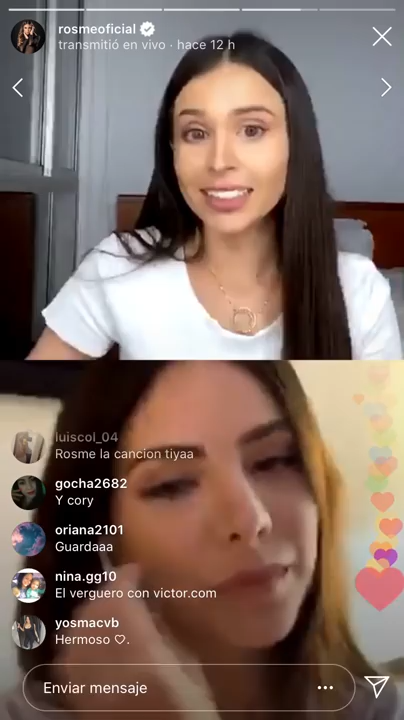 rosmeoficial
transmitió en vivo · hace 12 h
luiscol_04
Rosme la cancion tiyaa
gocha2682
Y cory
oriana2101
Guardaaa
nina.gg10
El verguero con victor.com
yosmacvb
Hermoso ♡.
Enviar mensaje